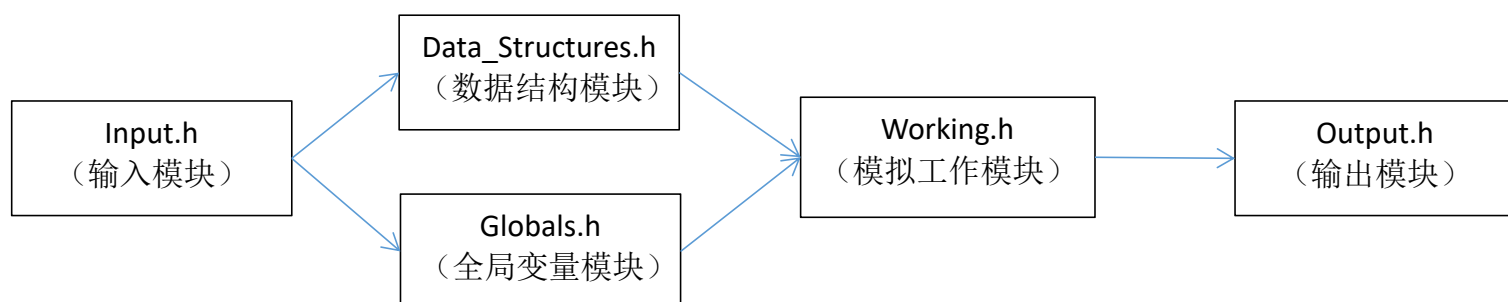 Data_Structures.h
（数据结构模块）
Input.h
（输入模块）
Working.h
（模拟工作模块）
Output.h
（输出模块）
Globals.h
（全局变量模块）